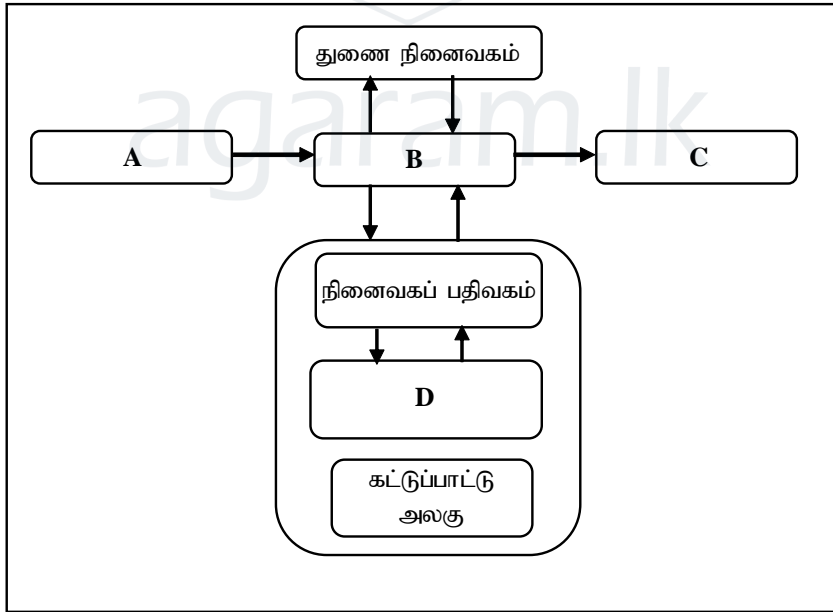 துணை நினைவகம்
agaram.lk
A
B
C
நினைவகப் பதிவகம்
D
கட்டுப்பாட்டு
அலகு